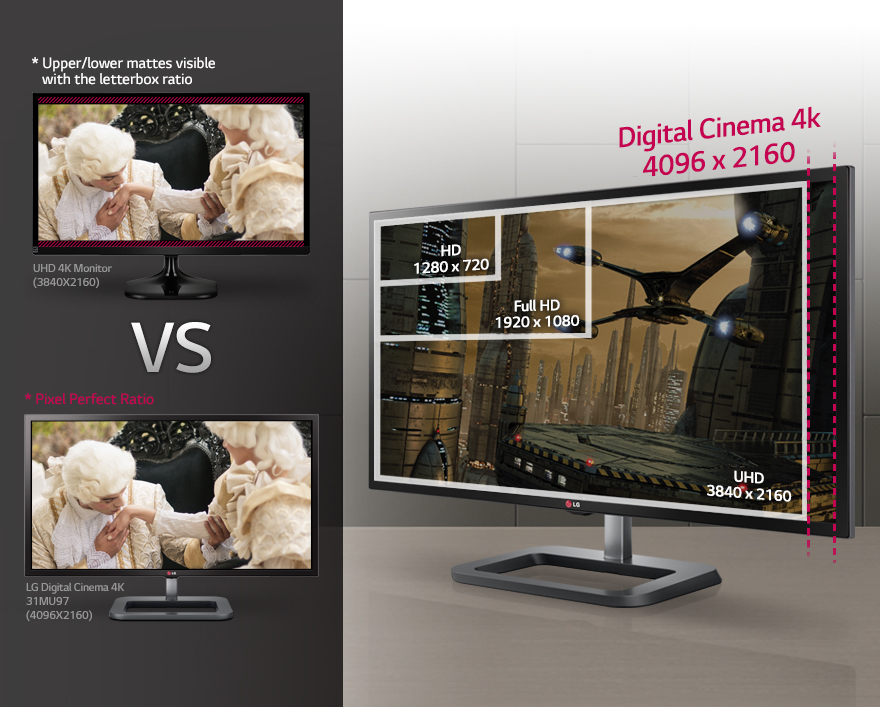 * Upper/lower mattes visible
with the letterbox ratio
UHD 4K Monitor
(3840X2160)
VS
* Pixel Perfect Ratio
LG
LG Digital Cinema 4K
31MU97
(4096X2160)
Digital Cinema 4k
4096 x 2160
HD
1280 x 720
Full HD
1920 x 1080
UHD
3840 x 2160
LG